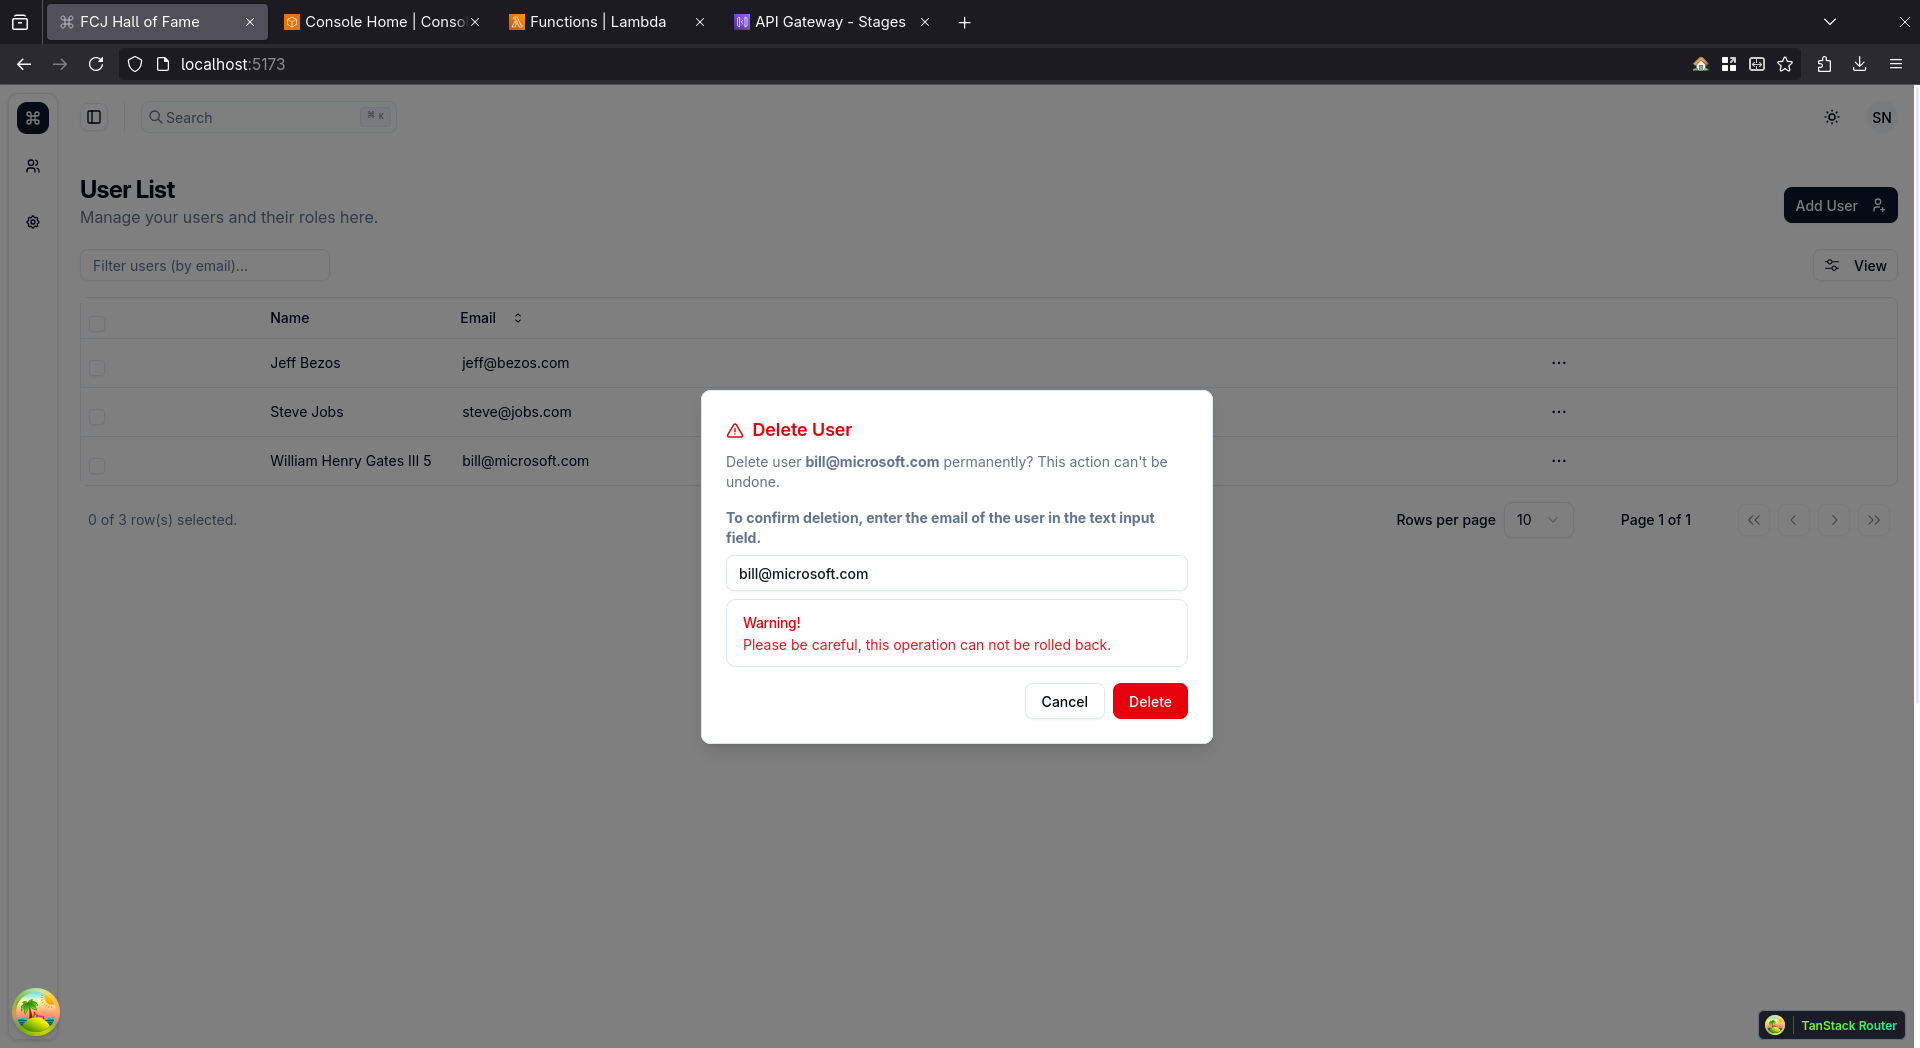 FCJ Hall of Fame
Console Home | Conso
Functions | Lambda
API Gateway - Stages
localhost:5173
Search
⌘ K
SN
User List
Manage your users and their roles here.
Add User
Filter users (by email)...
View
Name Email
Jeff Bezos jeff@bezos.com
Steve Jobs steve@jobs.com
William Henry Gates III 5 bill@microsoft.com
0 of 3 row(s) selected.
Rows per page 10 Page 1 of 1
Delete User
Delete user bill@microsoft.com permanently? This action can't be
undone.
To confirm deletion, enter the email of the user in the text input
field.
bill@microsoft.com
Warning!
Please be careful, this operation can not be rolled back.
Cancel Delete
TanStack Router